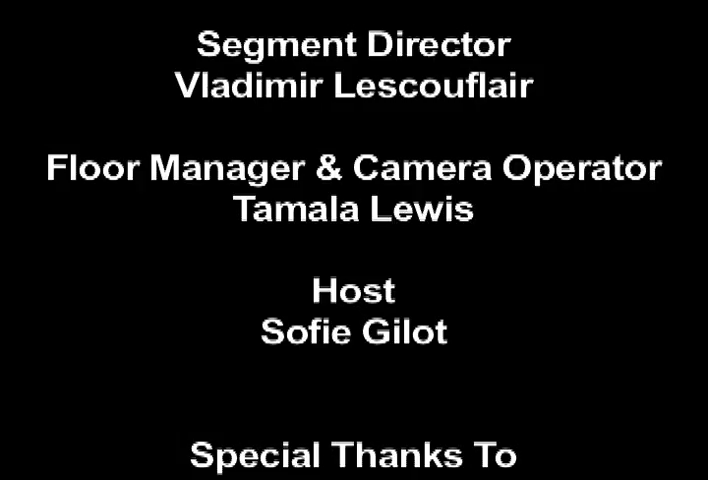 Segment Director
Vladimir Lescouflair
Floor Manager & Camera Operator
Tamala Lewis
Host
Sofie Gilot
Special Thanks To